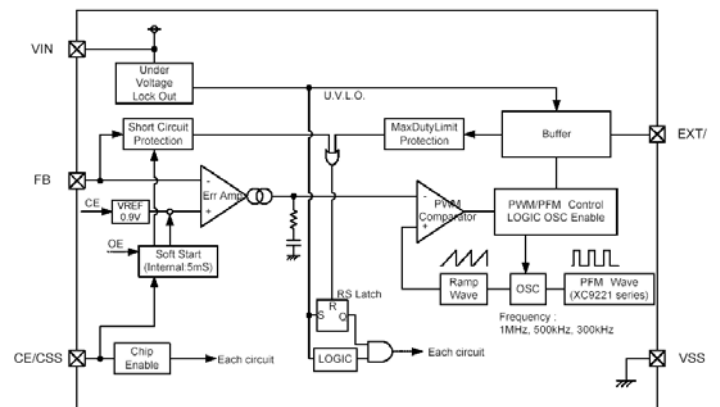 VIN
Under
Voltage
Lock Out
U.V.L.O.
Short Circuit
Protection
MaxDutyLimit
Protection
Buffer
EXT/
FB
-
Err Amp
+
CE
VREF
0.9V
-
PWM
Comparator
+
PWM/PFM Control
LOGIC OSC Enable
OE
Soft Start
(Internal:5mS)
Ramp
Wave
OSC
PFM Wave
(XC9221 series)
RS Latch
R
S
Q
Frequency :
1MHz, 500kHz, 300kHz
CE/CSS
Chip
Enable
Each circuit
LOGIC
Each circuit
VSS